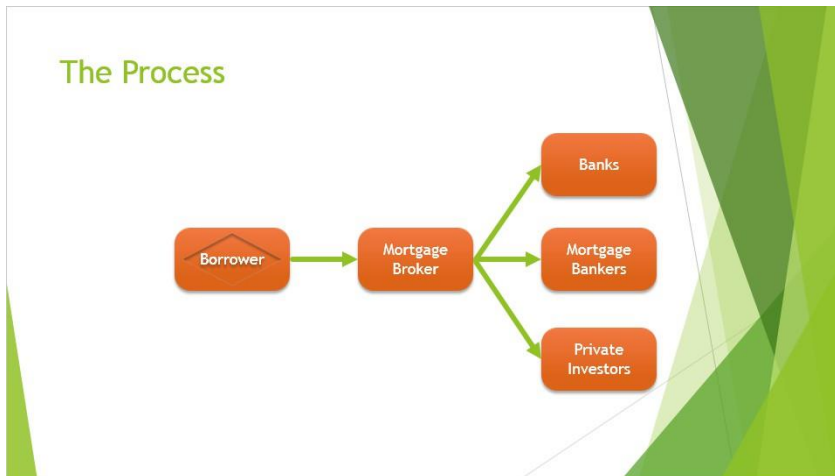 The Process
Borrower
Mortgage
Broker
Banks
Mortgage
Bankers
Private
Investors